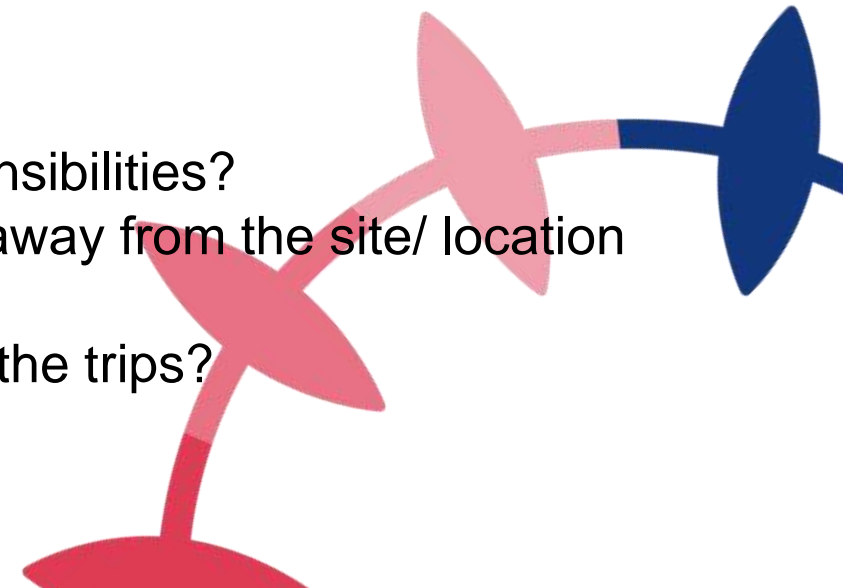 nsibilities?
away from the site/ location
the trips?